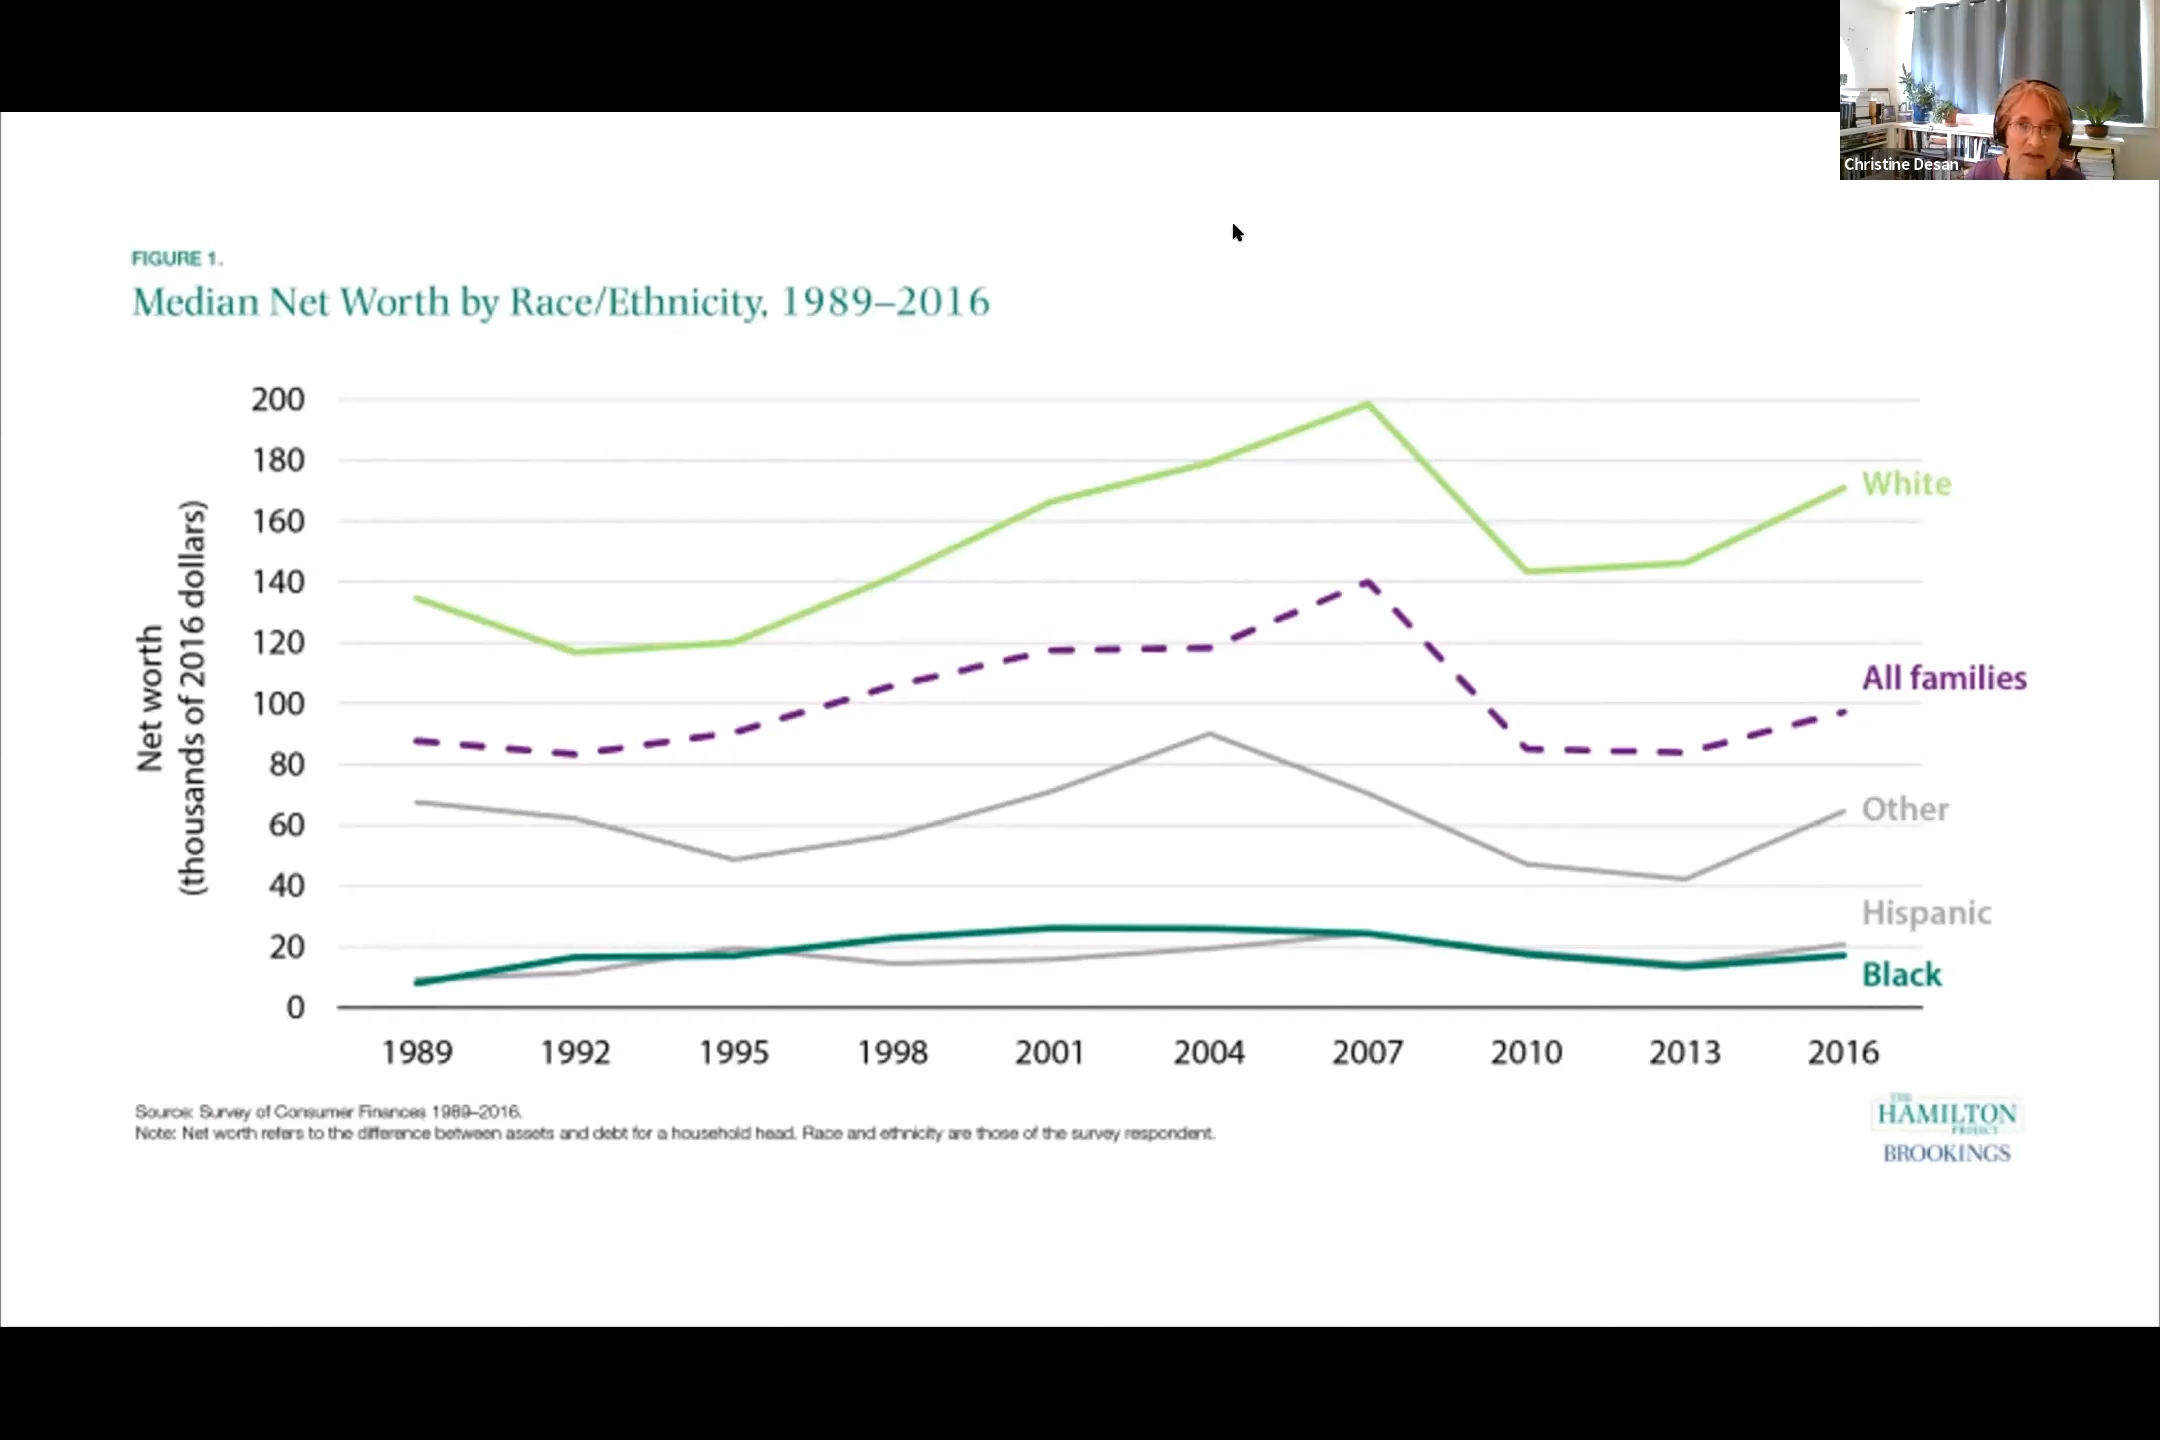 Christine Desan
FIGURE 1.
Median Net Worth by Race/Ethnicity, 1989–2016
Net worth
(thousands of 2016 dollars)
200
180
160
140
120
100
80
60
40
20
0
White
All families
Other
Hispanic
Black
1989 1992 1995 1998 2001 2004 2007 2010 2013 2016
Source: Survey of Consumer Finances 1989–2016.
Note: Net worth refers to the difference between assets and debt for a household head. Race and ethnicity are those of the survey respondent.
THE
HAMILTON
PROJECT
BROOKINGS